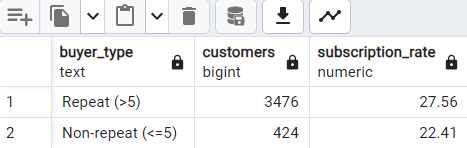 buyer_type customers subscription_rate
text bigint numeric
1 Repeat (>5) 3476 27.56
2 Non-repeat (<=5) 424 22.41